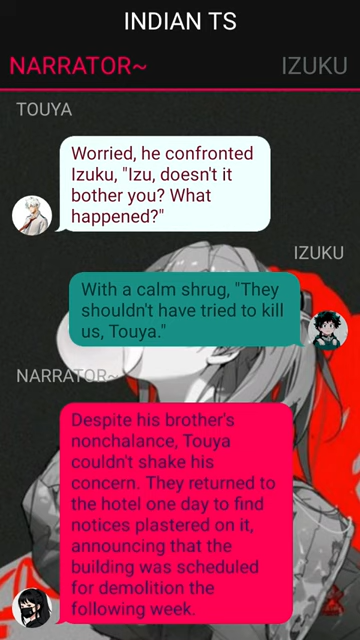 INDIAN TS
NARRATOR~
IZUKU
TOUYA
Worried, he confronted
Izuku, "Izu, doesn't it
bother you? What
happened?"
IZUKU
With a calm shrug, "They
shouldn't have tried to kill
us, Touya."
NARRATOR~
Despite his brother's
nonchalance, Touya
couldn't shake his
concern. They returned to
the hotel one day to find
notices plastered on it,
announcing that the
building was scheduled
for demolition the
following week.